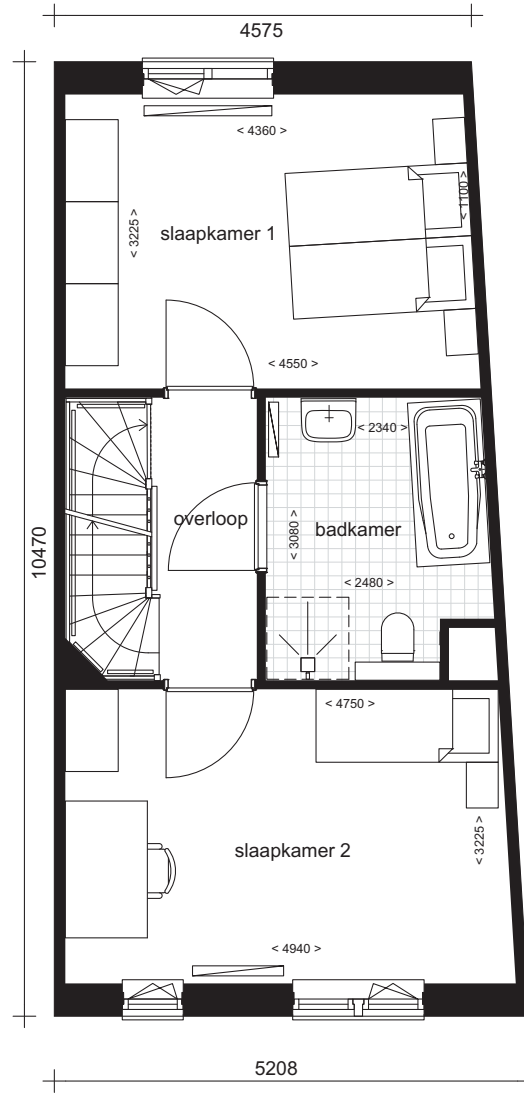 4575
< 4360 >
< 1100 >
slaapkamer 1
< 3225 >
< 4550 >
< 2340 >
overloop
badkamer
< 3080 >
10470
< 2480 >
< 4750 >
slaapkamer 2
< 3225 >
< 4940 >
5208